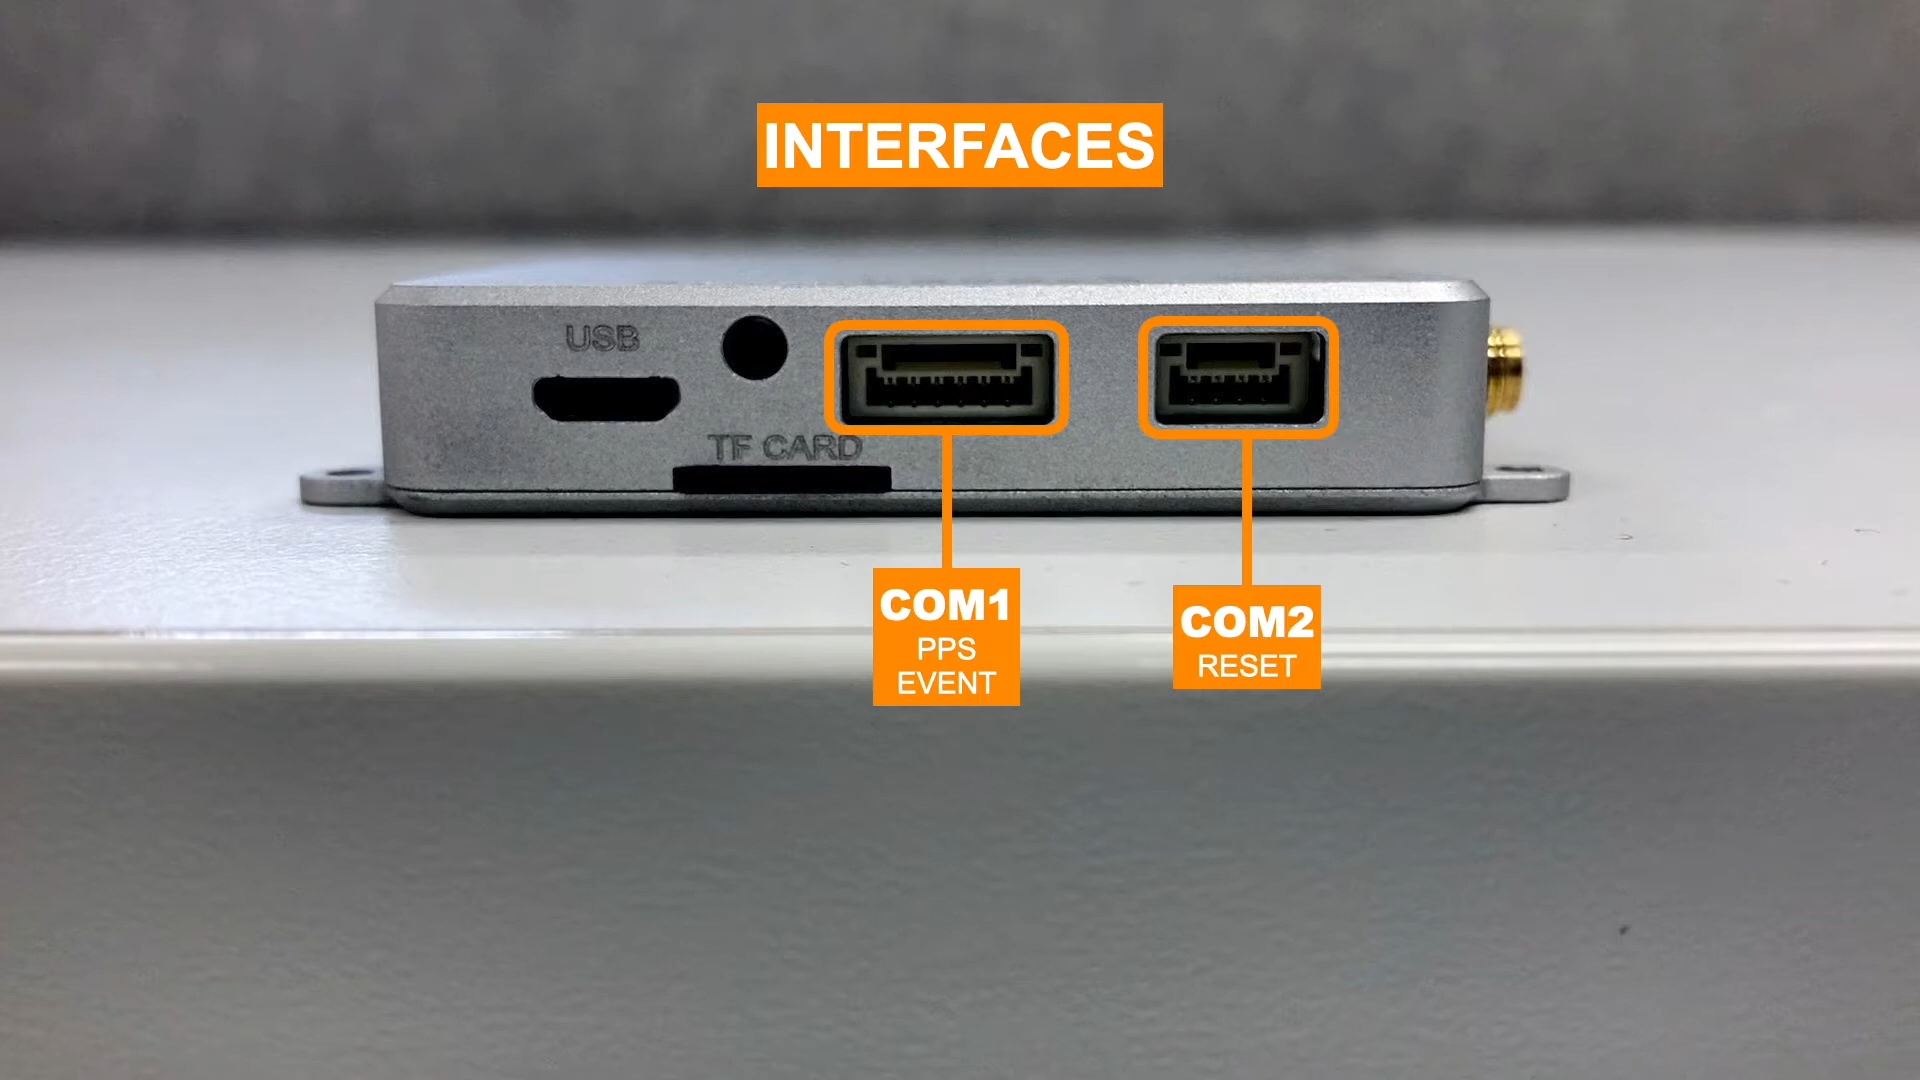 INTERFACES
USB
TF CARD
COM1
PPS
EVENT
COM2
RESET